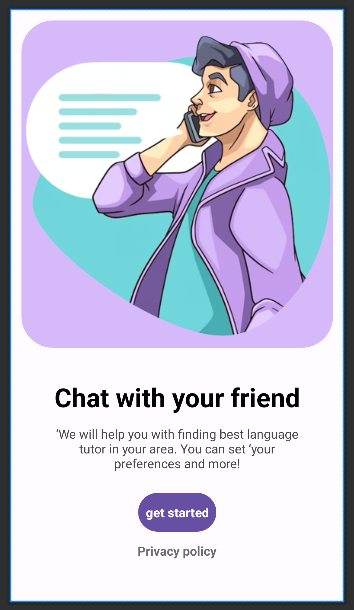 Chat with your friend
'We will help you with finding best language
tutor in your area. You can set 'your
preferences and more!
get started
Privacy policy